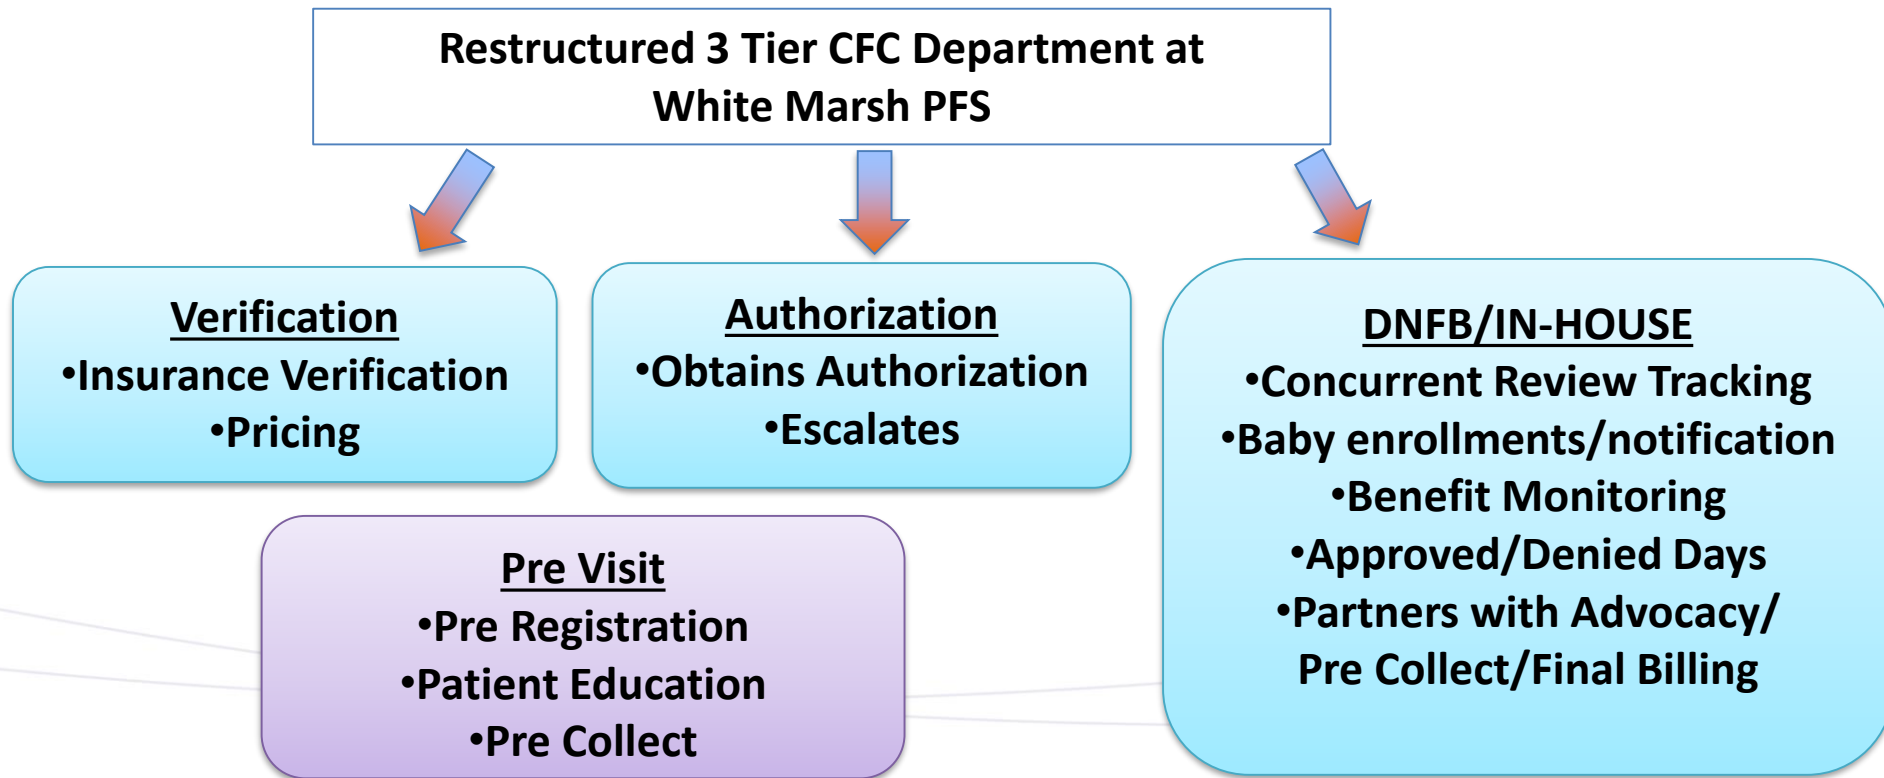 Restructured 3 Tier CFC Department at
White Marsh PFS
Verification
•Insurance Verification
•Pricing
Authorization
•Obtains Authorization
•Escalates
DNFB/IN-HOUSE
•Concurrent Review Tracking
•Baby enrollments/notification
•Benefit Monitoring
•Approved/Denied Days
•Partners with Advocacy/
Pre Collect/Final Billing
Pre Visit
•Pre Registration
•Patient Education
•Pre Collect